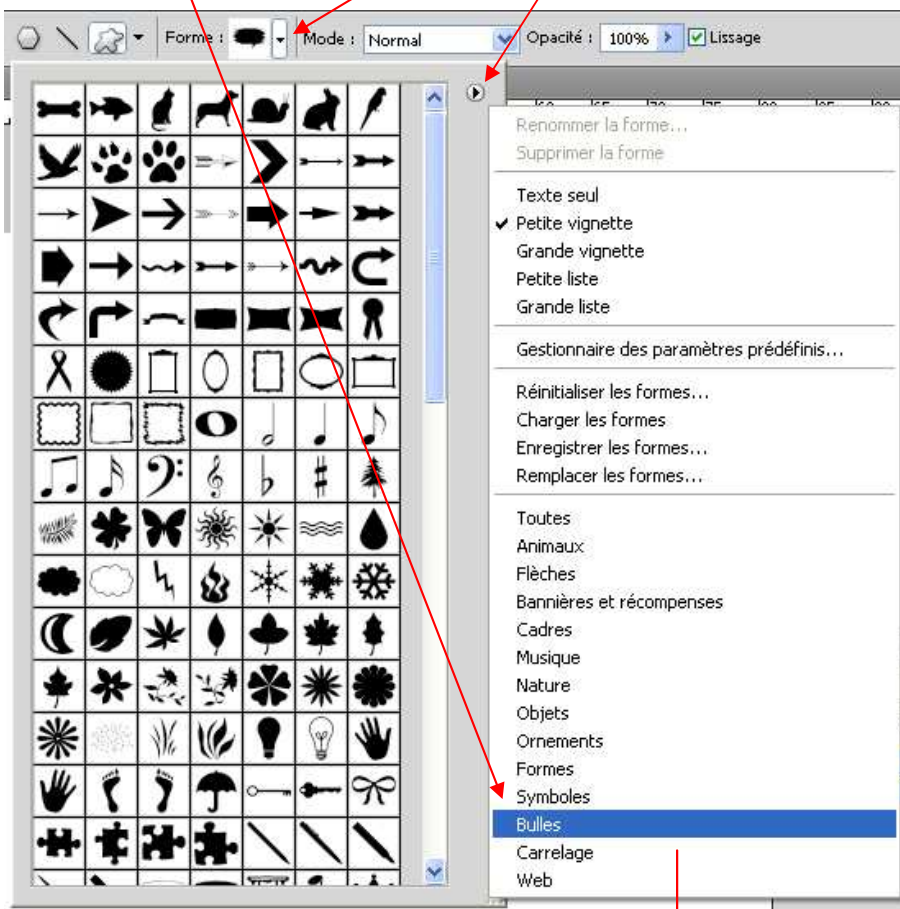 Forme : Mode : Normal Opacité : 100% Lissage
Renommer la forme...
Supprimer la forme
Texte seul
Petite vignette
Grande vignette
Petite liste
Grande liste
Gestionnaire des paramètres prédéfinis...
Réinitialiser les formes...
Charger les formes
Enregistrer les formes...
Remplacer les formes...
Toutes
Animaux
Flèches
Bannières et récompenses
Cadres
Musique
Nature
Objets
Ornements
Formes
Symboles
Bulles
Carrelage
Web